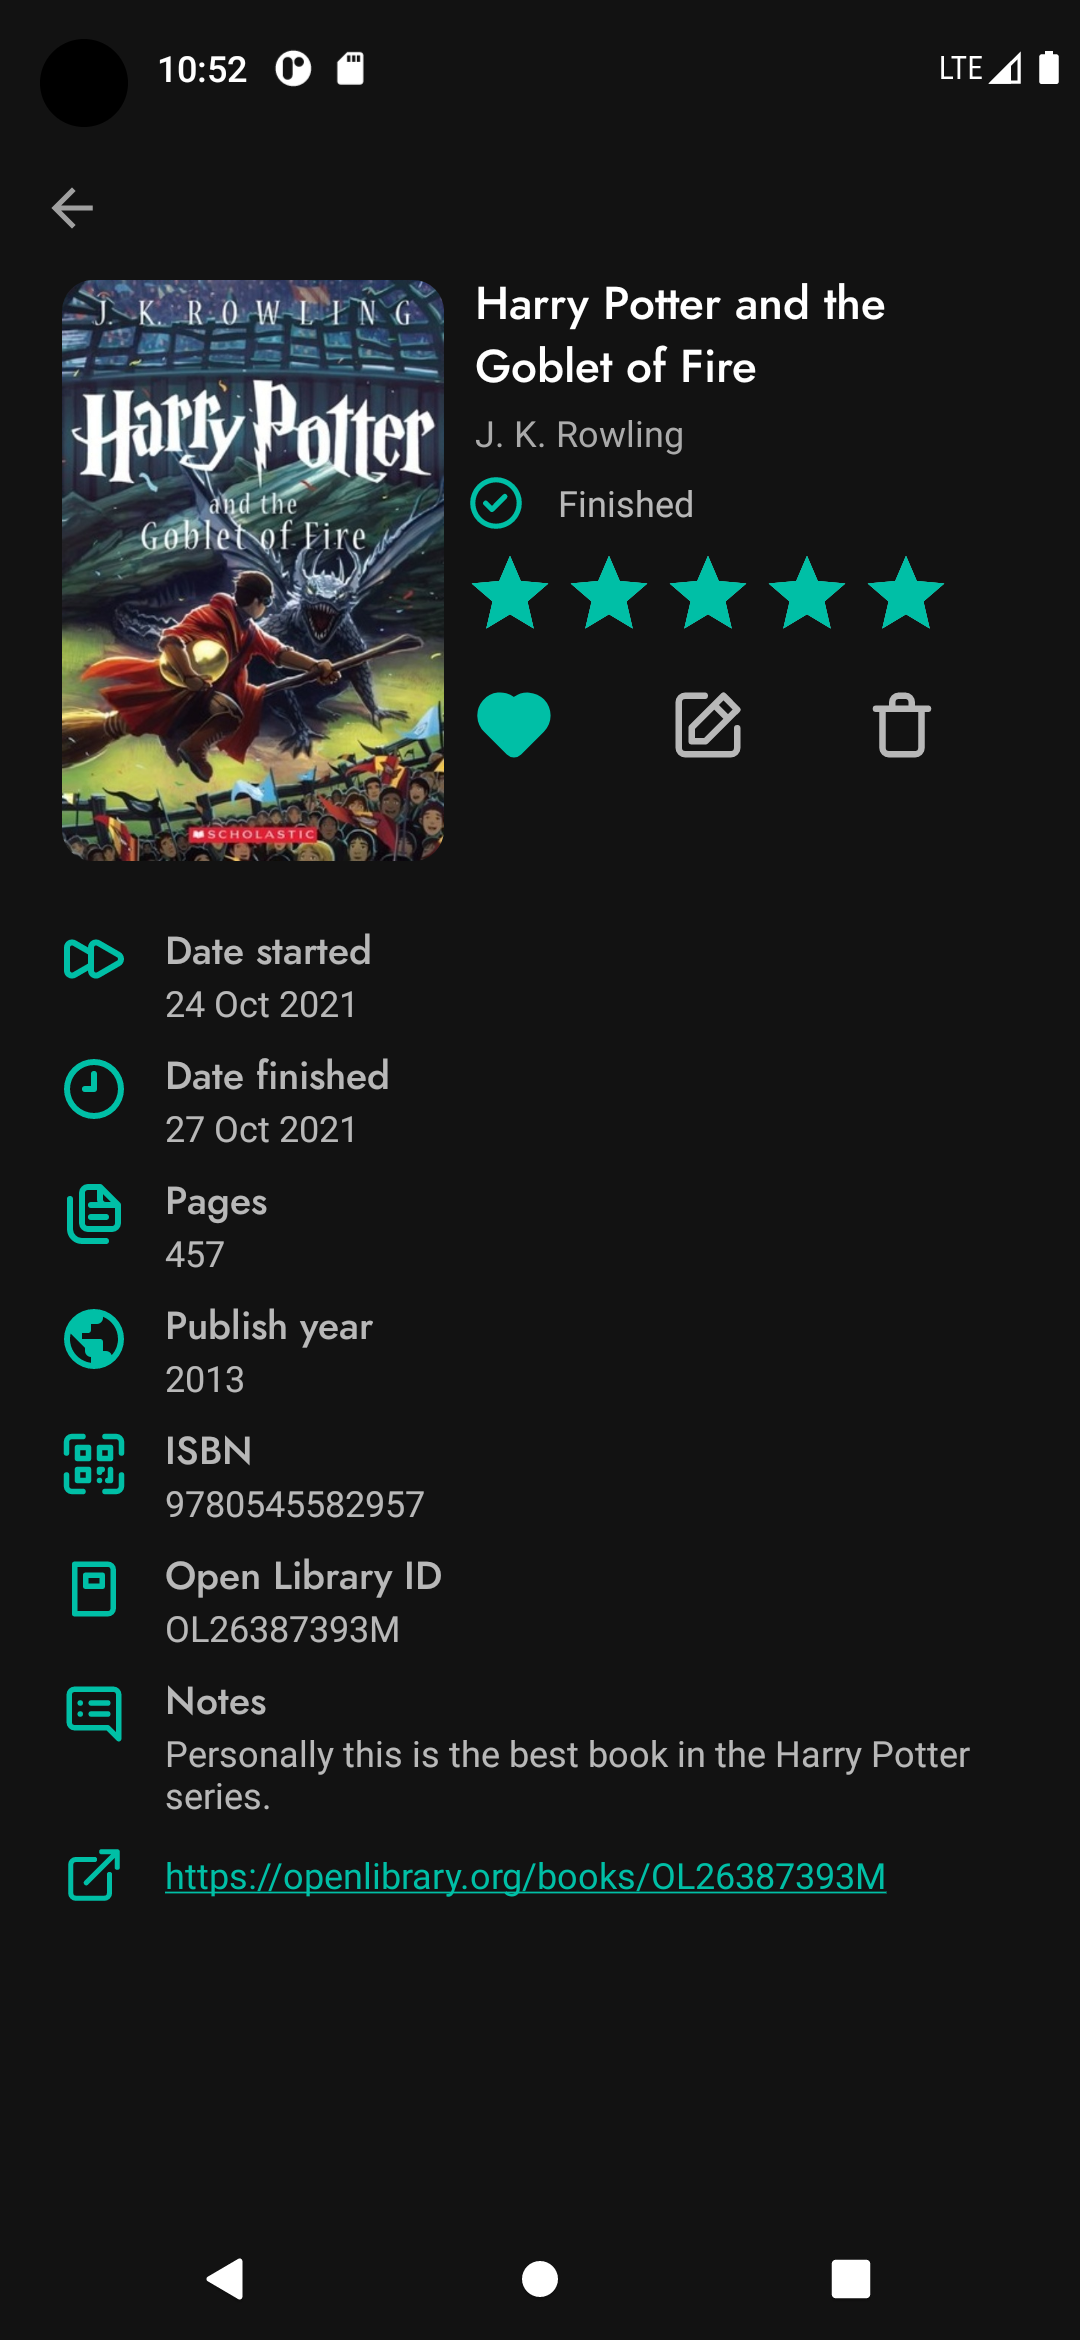 10:52
LTE
J. K. ROWLING
Harry Potter
and the
Goblet of Fire
SCHOLASTIC
Harry Potter and the
Goblet of Fire
J. K. Rowling
Finished
Date started
24 Oct 2021
Date finished
27 Oct 2021
Pages
457
Publish year
2013
ISBN
9780545582957
Open Library ID
OL26387393M
Notes
Personally this is the best book in the Harry Potter
series.
https://openlibrary.org/books/OL26387393M